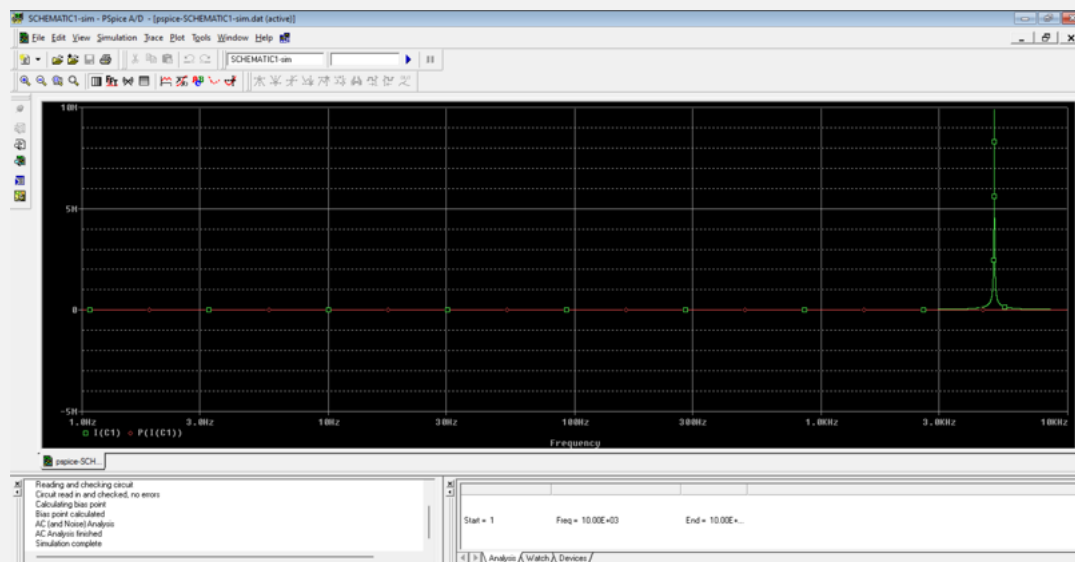 SCHEMATIC1-sim - PSpice A/D - [pspice-SCHEMATIC1-sim.dat (active)]
File Edit View Simulation Trace Plot Tools Window Help
SCHEMATIC1-sim
10M
5M
0
-5M
1.0Hz 3.0Hz 10Hz 30Hz 100Hz 300Hz 1.0KHz 3.0KHz 10KHz
I(C1) P(I(C1))
Frequency
pspice-SCH...
Reading and checking circuit
Circuit read in and checked, no errors
Calculating bias point
Bias point calculated
AC (and Noise) Analysis
AC Analysis finished
Simulation complete
Start = 1 Freq = 10.00E+03 End = 10.00E+...
Analysis Watch Devices